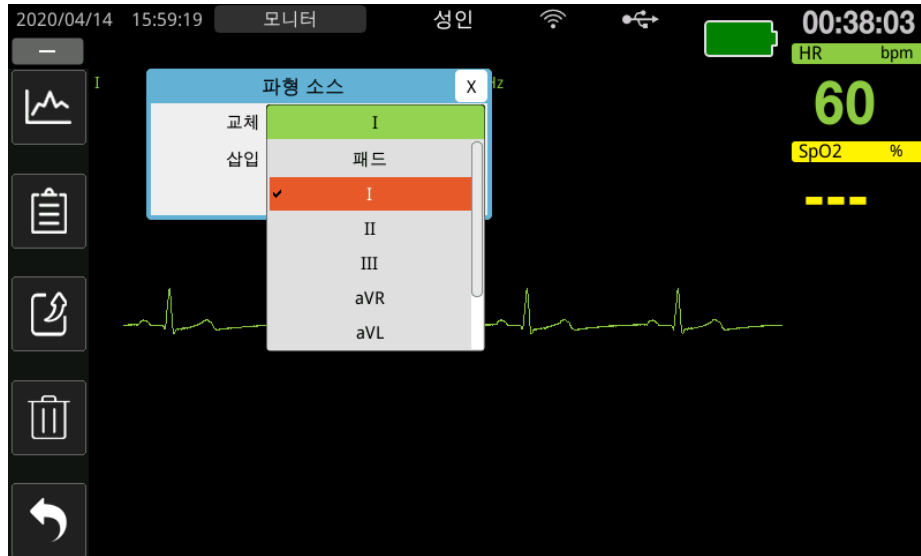 2020/04/14 15:59:19 모니터 성인 00:38:03
HR bpm
60
SpO2 %
---
I
Hz
파형 소스 X
교체 I
삽입 패드
I
II
III
aVR
aVL